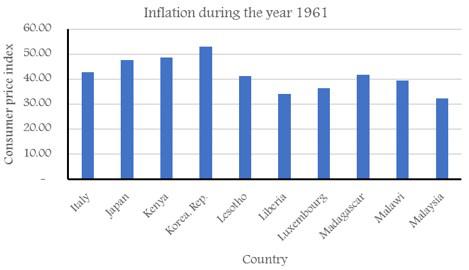 Inflation during the year 1961
Consumer price index
60.00
50.00
40.00
30.00
20.00
10.00
-
Italy
Japan
Kenya
Korea, Rep.
Lesotho
Liberia
Luxembourg
Madagascar
Malawi
Malaysia
Country